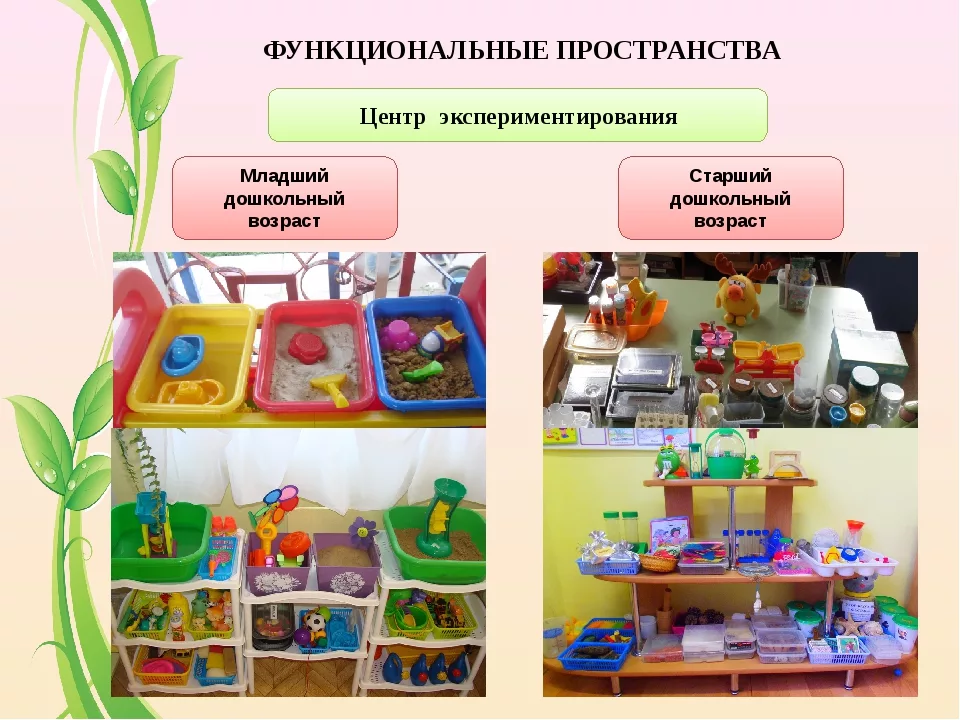 ФУНКЦИОНАЛЬНЫЕ ПРОСТРАНСТВА
Центр экспериментирования
Младший
дошкольный
возраст
Старший
дошкольный
возраст